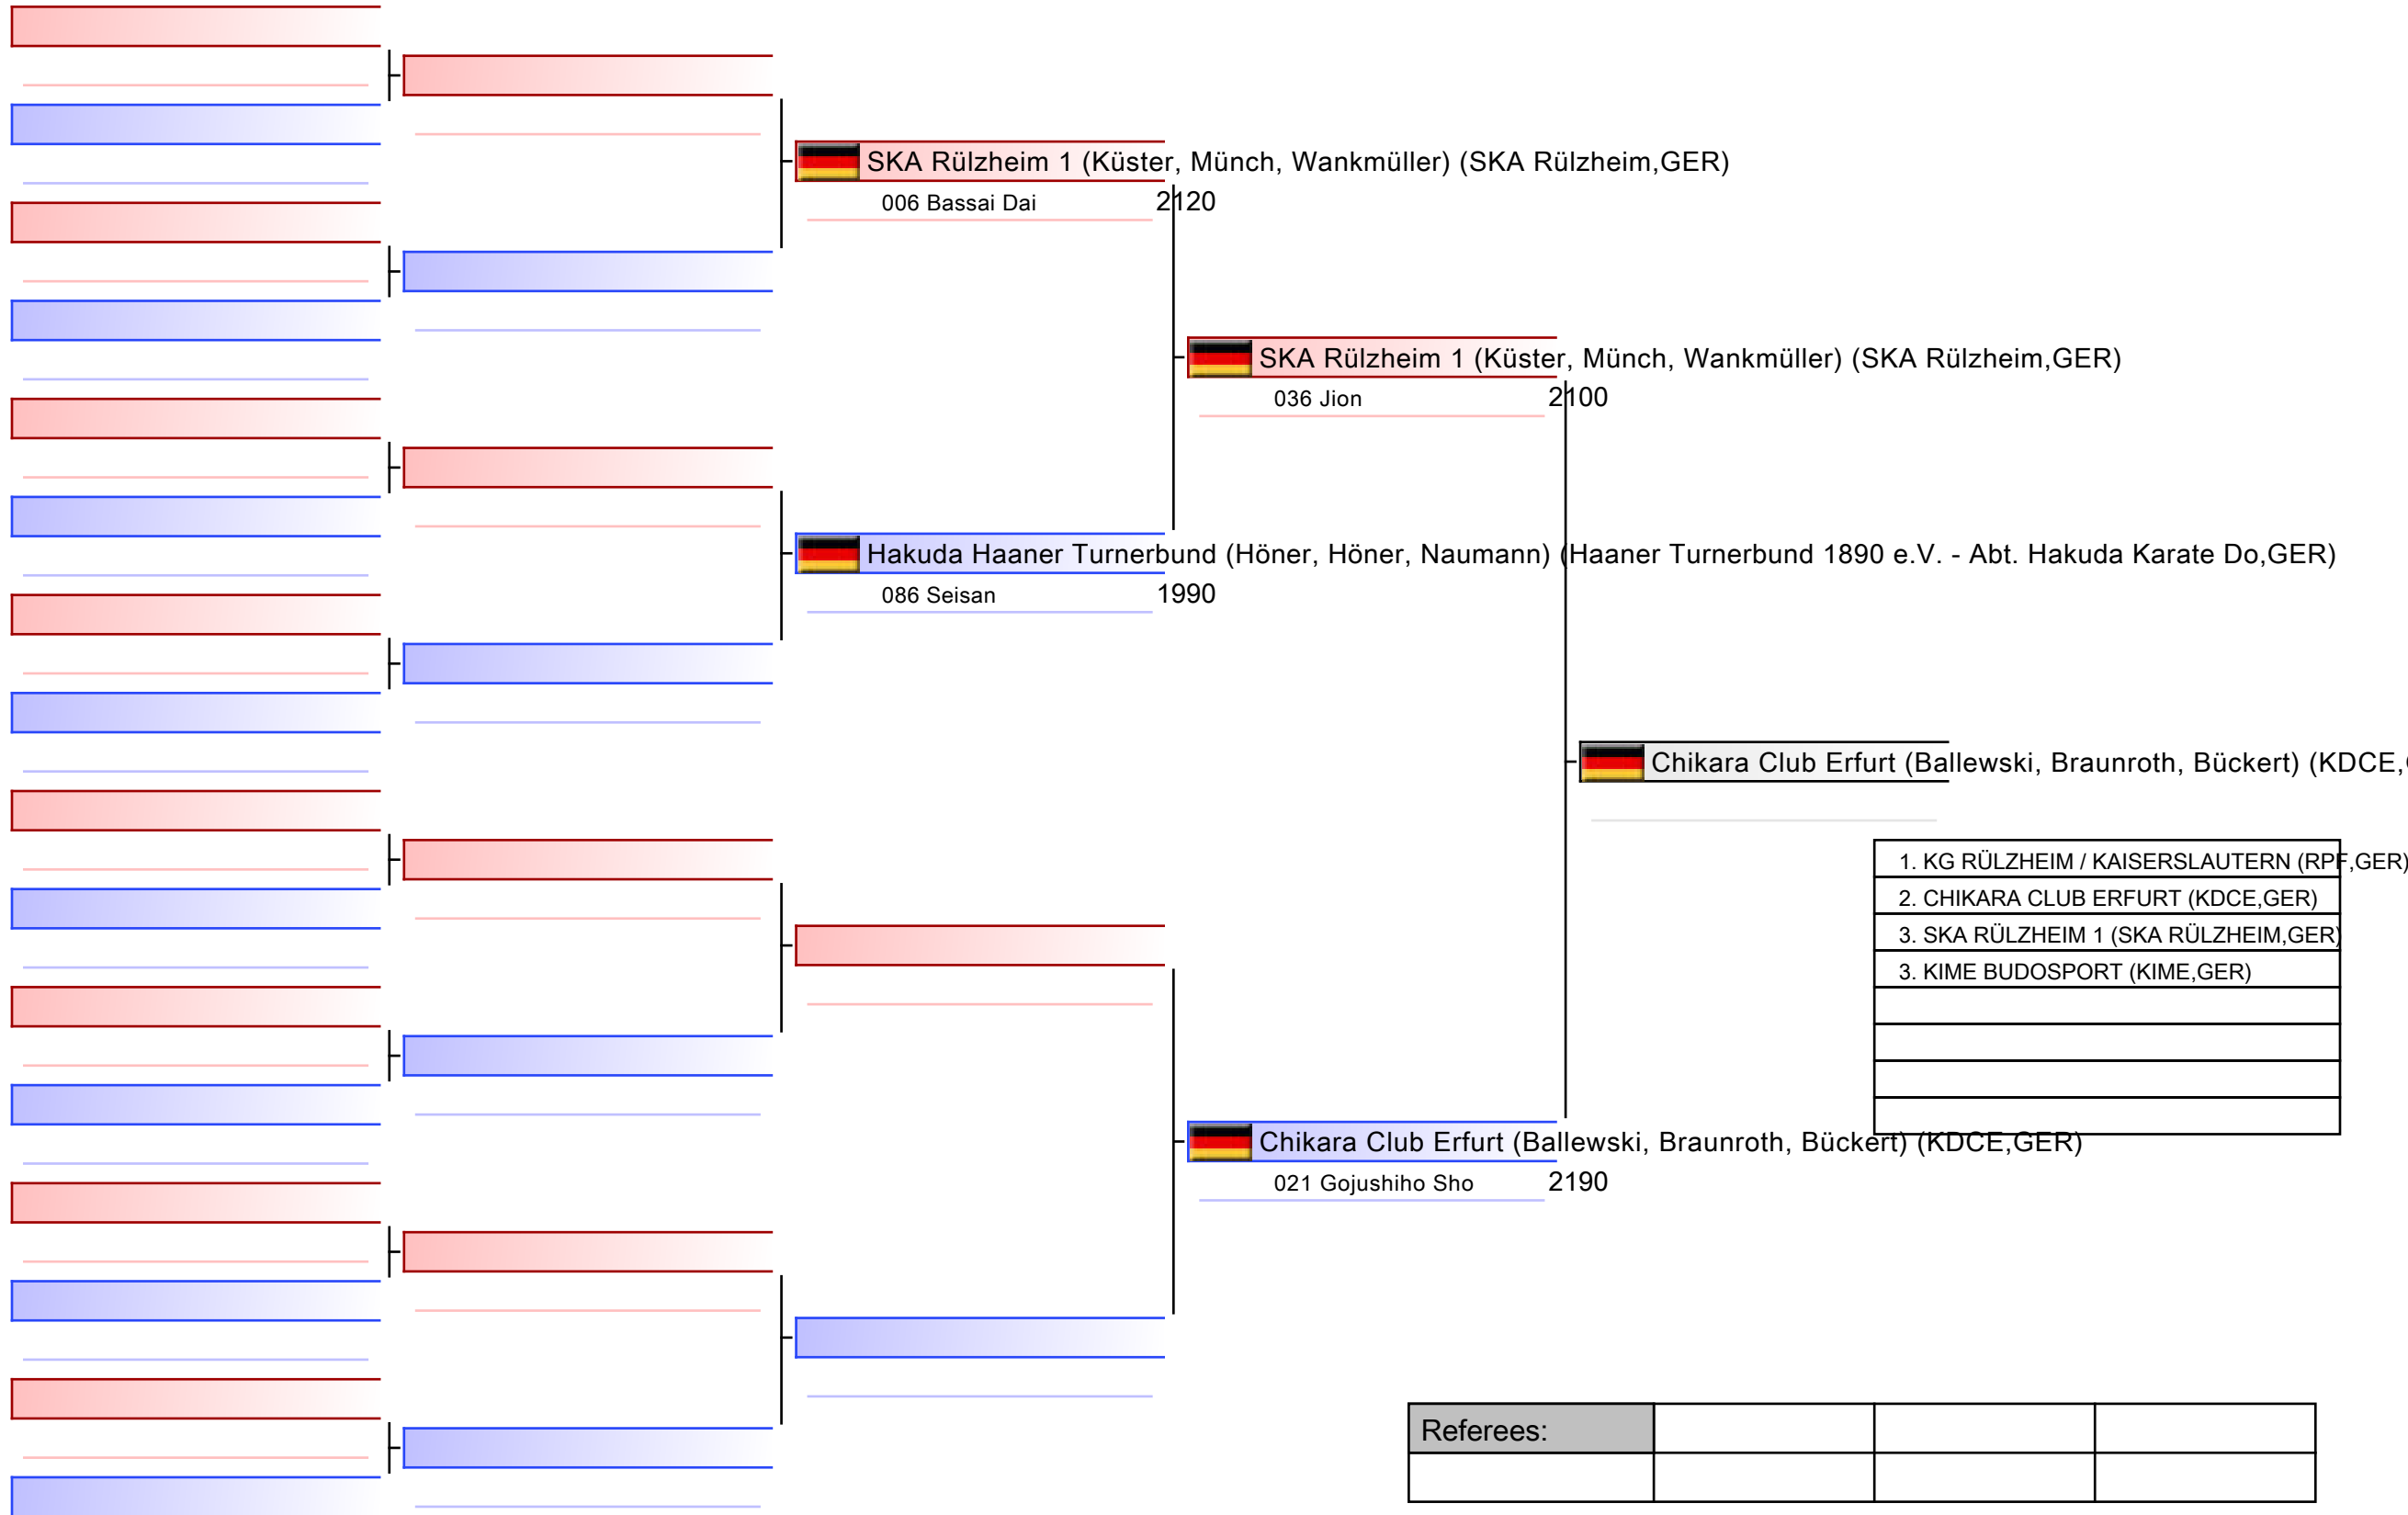 SKA Rülzheim 1 (Küster, Münch, Wankmüller) (SKA Rülzheim,GER)
006 Bassai Dai 2120
SKA Rülzheim 1 (Küster, Münch, Wankmüller) (SKA Rülzheim,GER)
036 Jion 2100
Hakuda Haaner Turnerbund (Höner, Höner, Naumann) (Haaner Turnerbund 1890 e.V. - Abt. Hakuda Karate Do,GER)
086 Seisan 1990
Chikara Club Erfurt (Ballewski, Braunroth, Bückert) (KDCE,
1. KG RÜLZHEIM / KAISERSLAUTERN (RPF,GER)
2. CHIKARA CLUB ERFURT (KDCE,GER)
3. SKA RÜLZHEIM 1 (SKA RÜLZHEIM,GER)
3. KIME BUDOSPORT (KIME,GER)
Chikara Club Erfurt (Ballewski, Braunroth, Bückert) (KDCE,GER)
021 Gojushiho Sho 2190
Referees: